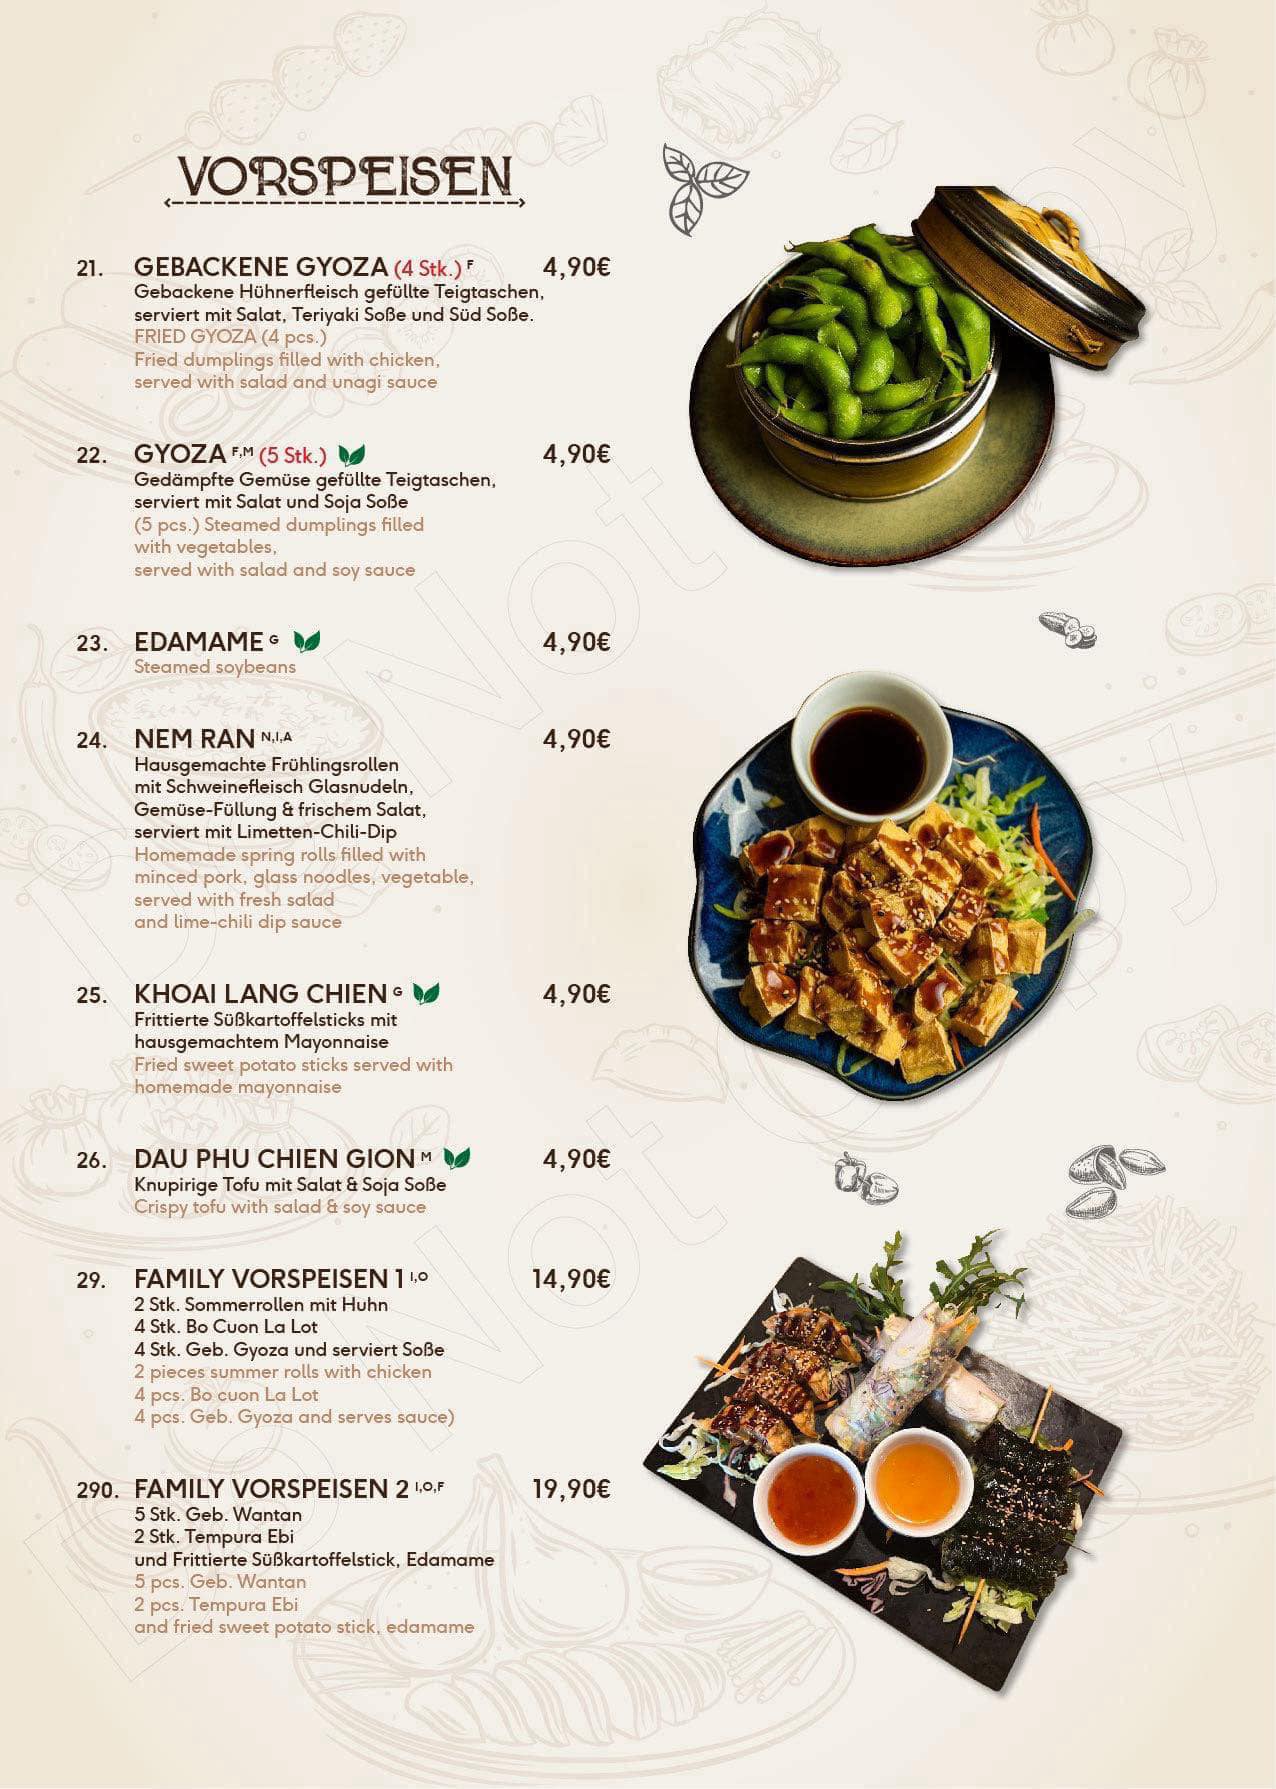 VORSPEISEN
21. GEBACKENE GYOZA (4 Stk.) F 4,90€
Gebackene Hühnerfleisch gefüllte Teigtaschen,
serviert mit Salat, Teriyaki Soße und Süd Soße.
FRIED GYOZA (4 pcs.)
Fried dumplings filled with chicken,
served with salad and unagi sauce
22. GYOZA F,M (5 Stk.) 4,90€
Gedämpfte Gemüse gefüllte Teigtaschen,
serviert mit Salat und Soja Soße
(5 pcs.) Steamed dumplings filled
with vegetables,
served with salad and soy sauce
23. EDAMAME G 4,90€
Steamed soybeans
24. NEM RAN N,I,A 4,90€
Hausgemachte Frühlingsrollen
mit Schweinefleisch Glasnudeln,
Gemüse-Füllung & frischem Salat,
serviert mit Limetten-Chili-Dip
Homemade spring rolls filled with
minced pork, glass noodles, vegetable,
served with fresh salad
and lime-chili dip sauce
25. KHOAI LANG CHIEN G 4,90€
Frittierte Süßkartoffelsticks mit
hausgemachtem Mayonnaise
Fried sweet potato sticks served with
homemade mayonnaise
26. DAU PHU CHIEN GION M 4,90€
Knupirige Tofu mit Salat & Soja Soße
Crispy tofu with salad & soy sauce
29. FAMILY VORSPEISEN 1 I,O 14,90€
2 Stk. Sommerrollen mit Huhn
4 Stk. Bo Cuon La Lot
4 Stk. Geb. Gyoza und serviert Soße
2 pieces summer rolls with chicken
4 pcs. Bo cuon La Lot
4 pcs. Geb. Gyoza and serves sauce)
290. FAMILY VORSPEISEN 2 I,O,F 19,90€
5 Stk. Geb. Wantan
2 Stk. Tempura Ebi
und Frittierte Süßkartoffelstick, Edamame
5 pcs. Geb. Wantan
2 pcs. Tempura Ebi
and fried sweet potato stick, edamame
Do Not Copy
Do Not Copy